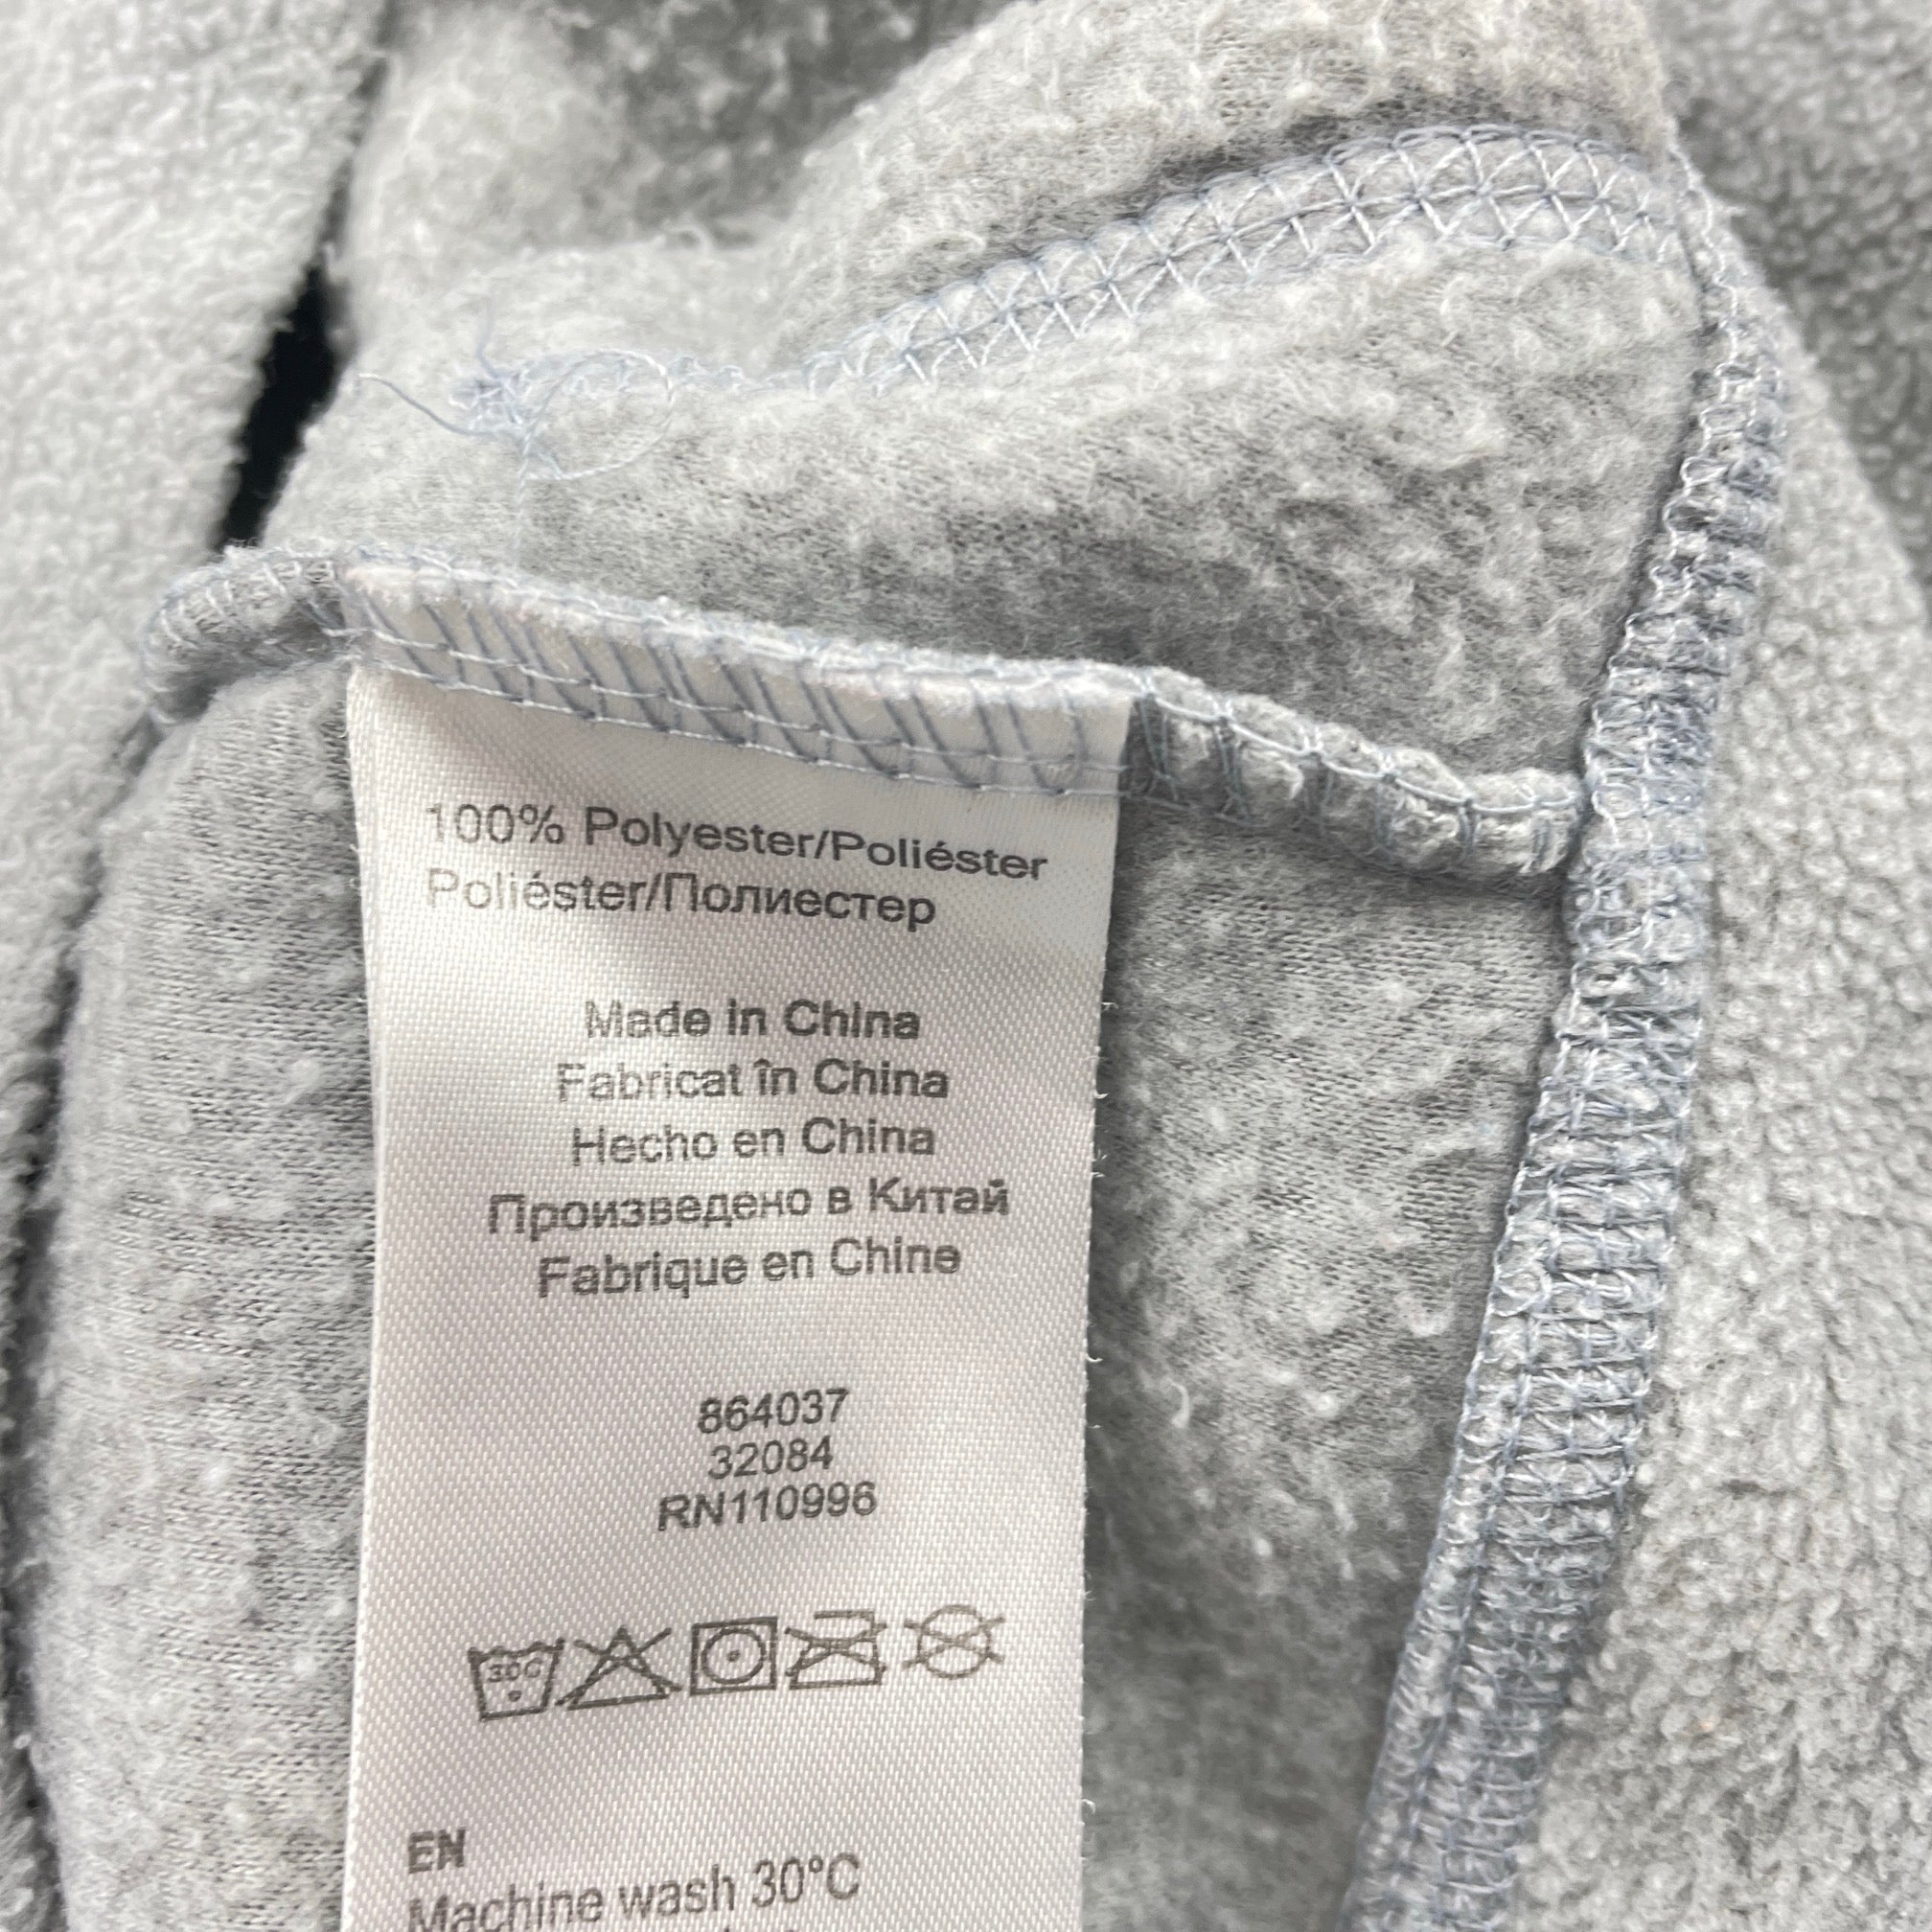 100% Polyester/Poliéster
Poliéster/Полиестер
Made in China
Fabricat în China
Hecho en China
Произведено в Китай
Fabrique en Chine
864037
32084
RN110996
30C
EN
Machine wash 30°C